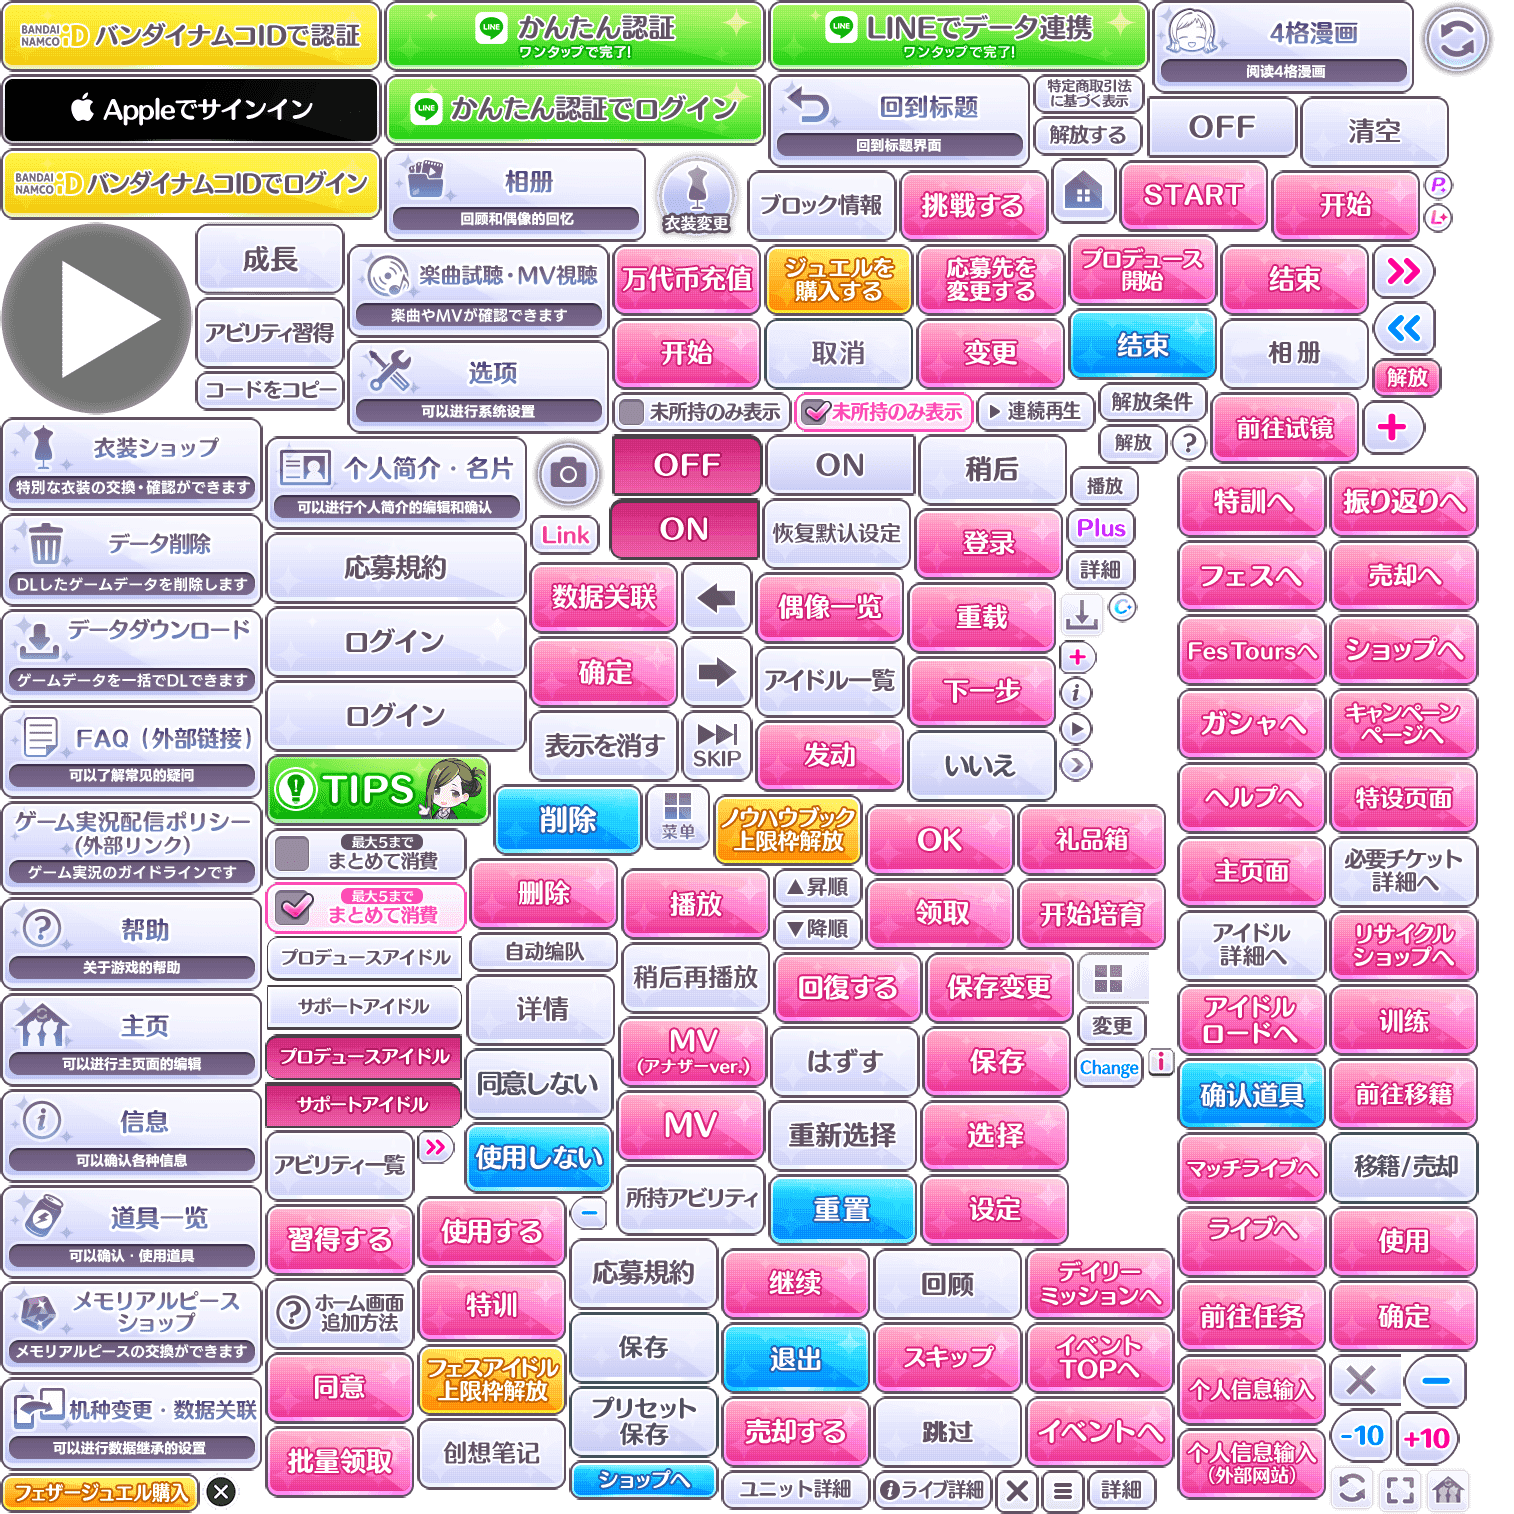 BANDAI NAMCO iD バンダイナムコIDで認証
LINE かんたん認証
ワンタップで完了!
LINE LINEでデータ連携
ワンタップで完了!
4格漫画
阅读4格漫画
Appleでサインイン
LINE かんたん認証でログイン
回到标题
回到标题界面
特定商取引法
に基づく表示
解放する
OFF
清空
BANDAI NAMCO iD バンダイナムコIDでログイン
相册
回顾和偶像的回忆
衣装変更
ブロック情報
挑戦する
START
开始
P
L
成長
アビリティ習得
コードをコピー
楽曲試聴・MV視聴
楽曲やMVが確認できます
选项
可以进行系统设置
万代币充值
ジュエルを
購入する
応募先を
変更する
プロデュース
開始
结束
开始
取消
变更
结束
相册
解放
未所持のみ表示
未所持のみ表示
連続再生
解放条件
解放
?
前往试镜
衣装ショップ
特別な衣装の交換・確認ができます
个人简介・名片
可以进行个人简介的编辑和确认
OFF
ON
稍后
播放
Link
ON
恢复默认设定
登录
Plus
詳細
データ削除
DLしたゲームデータを削除します
応募規約
数据关联
偶像一览
重载
C
データダウンロード
ゲームデータを一括でDLできます
ログイン
确定
アイドル一覧
下一步
i
ログイン
表示を消す
SKIP
发动
いいえ
FAQ（外部链接）
可以了解常见的疑问
TIPS
削除
菜单
ノウハウブック
上限枠解放
OK
礼品箱
ゲーム実況配信ポリシー
(外部リンク)
ゲーム実況のガイドラインです
最大5まで
まとめて消費
最大5まで
まとめて消費
删除
播放
▲昇順
▼降順
领取
开始培育
帮助
关于游戏的帮助
プロデュースアイドル
サポートアイドル
プロデュースアイドル
サポートアイドル
自动编队
详情
稍后再播放
回復する
保存变更
変更
主页
可以进行主页面的编辑
同意しない
MV
(アナザーver.)
はずす
保存
Change
i
信息
可以确认各种信息
アビリティ一覧
使用しない
MV
重新选择
选择
道具一览
可以确认・使用道具
習得する
使用する
所持アビリティ
重置
设定
メモリアルピース
ショップ
メモリアルピースの交換ができます
?ホーム画面
追加方法
特训
応募規約
继续
回顾
デイリー
ミッションへ
机种变更・数据关联
可以进行数据继承的设置
同意
フェスアイドル
上限枠解放
保存
退出
スキップ
イベント
TOPへ
批量领取
创想笔记
プリセット
保存
売却する
跳过
イベントへ
フェザージュエル購入
ショップへ
ユニット詳細
iライブ詳細
詳細
特訓へ
振り返りへ
フェスへ
売却へ
Fes Toursへ
ショップへ
ガシャへ
キャンペーン
ページへ
ヘルプへ
特设页面
主页面
必要チケット
詳細へ
アイドル
詳細へ
リサイクル
ショップへ
アイドル
ロードへ
训练
确认道具
前往移籍
マッチライブへ
移籍/売却
ライブへ
使用
前往任务
确定
个人信息输入
个人信息输入
(外部网站)
-10
+10